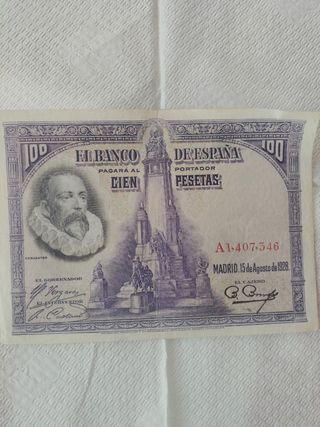 100 100
EL BANCO DE ESPAÑA
PAGARÁ AL PORTADOR
CIEN PESETAS
A1,407,346
CERVANTES
MADRID, 15 de Agosto de 1928.
EL GOBERNADOR
EL CAJERO
EL INTERVENTOR